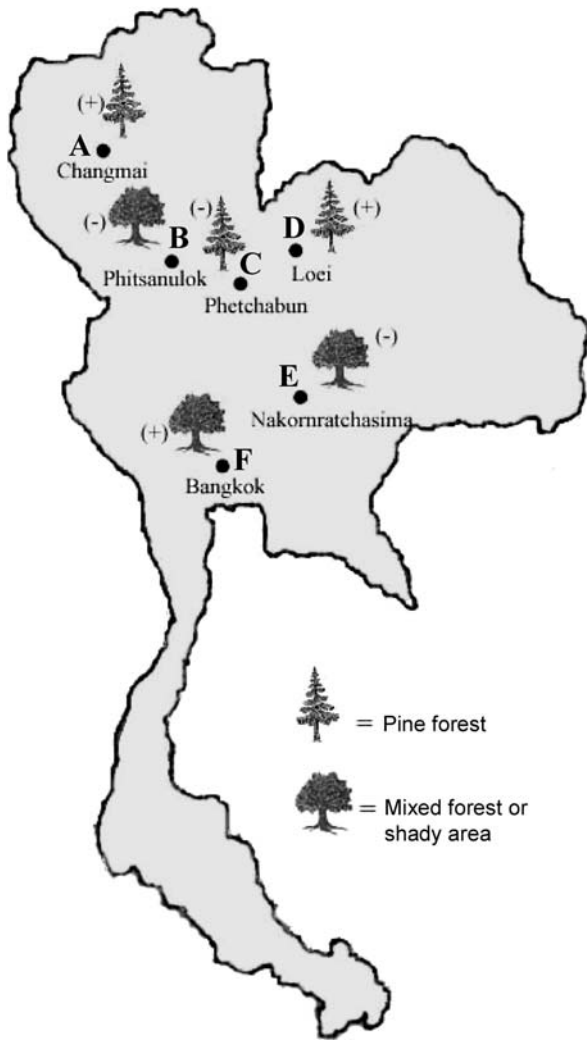 (+)
A
Changmai
(-)
B
Phitsanulok
(-)
C
Phetchabun
D
(+)
Loei
(-)
E
Nakornratchasima
(+)
F
Bangkok
= Pine forest
= Mixed forest or
shady area